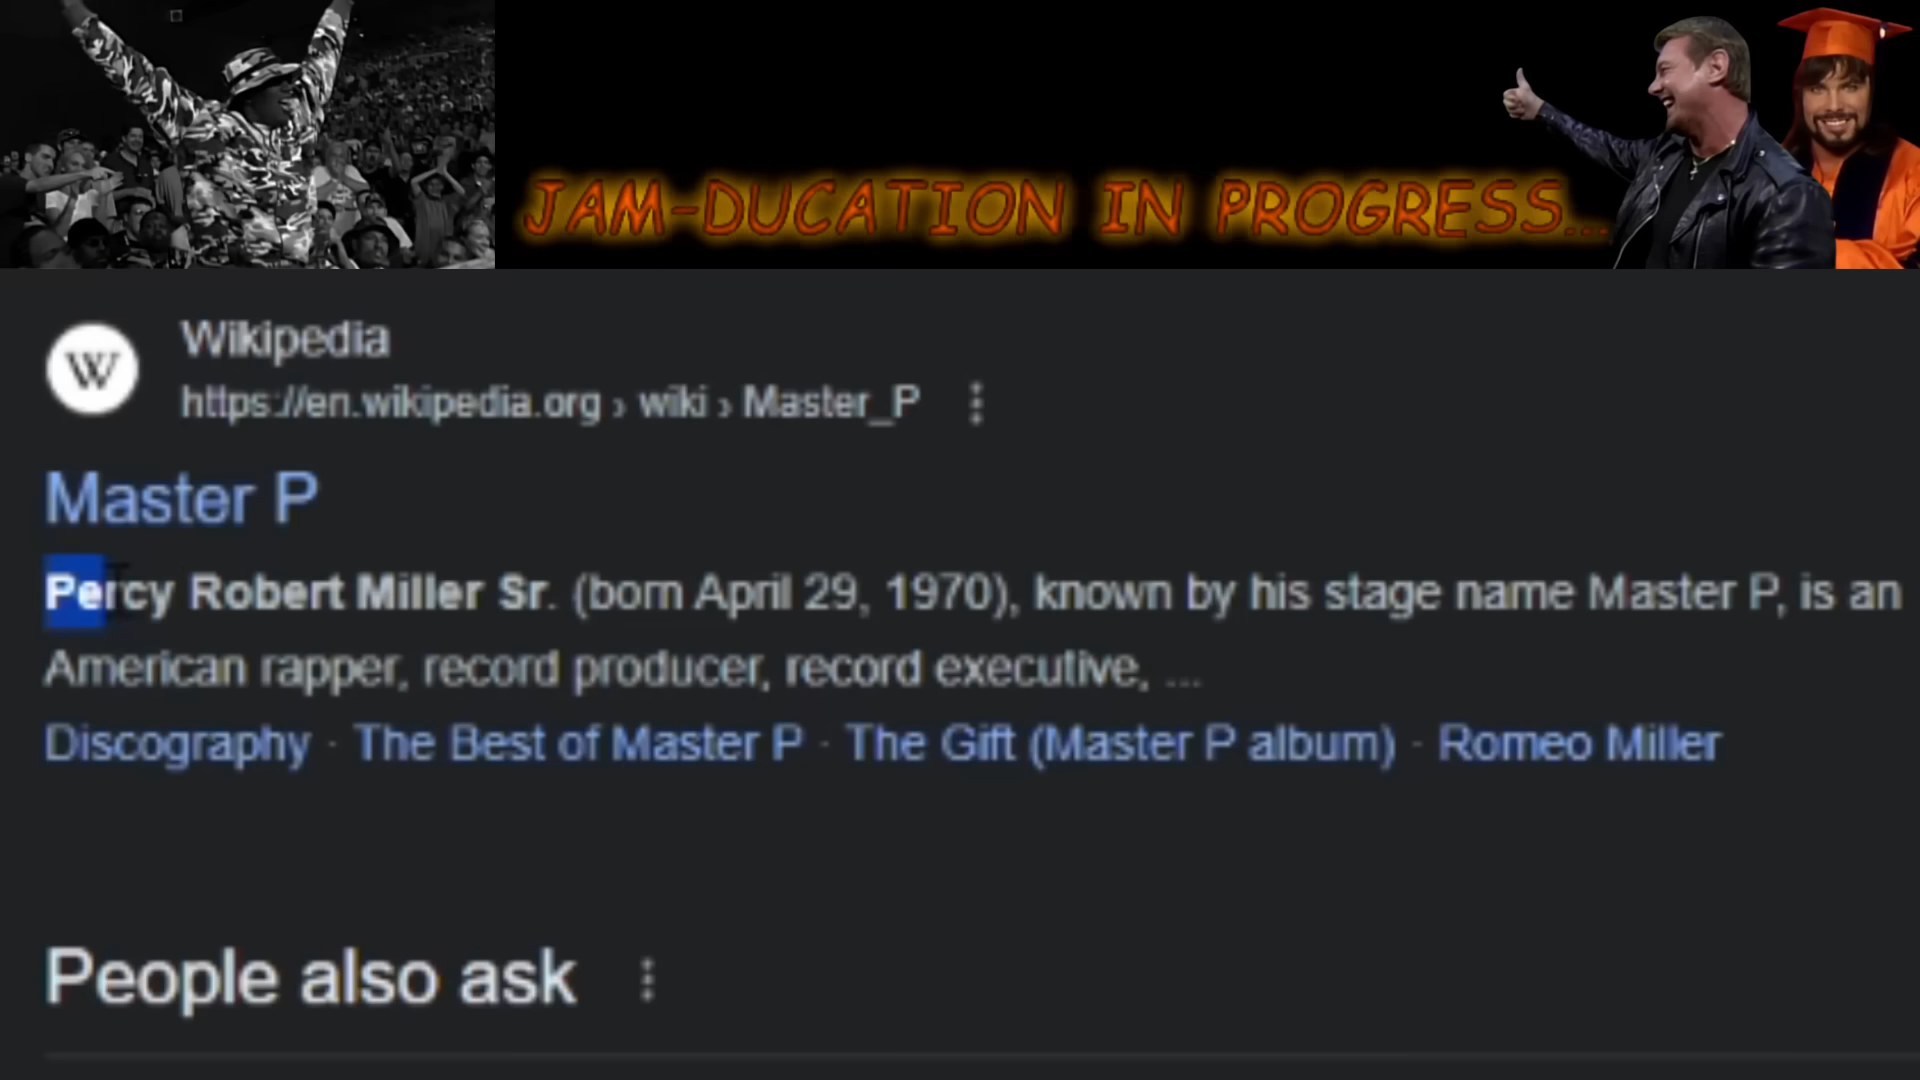 JAM-DUCATION IN PROGRESS...
W
Wikipedia
https://en.wikipedia.org › wiki › Master_P
Master P
Percy Robert Miller Sr. (born April 29, 1970), known by his stage name Master P, is an
American rapper, record producer, record executive, ...
Discography · The Best of Master P · The Gift (Master P album) · Romeo Miller
People also ask